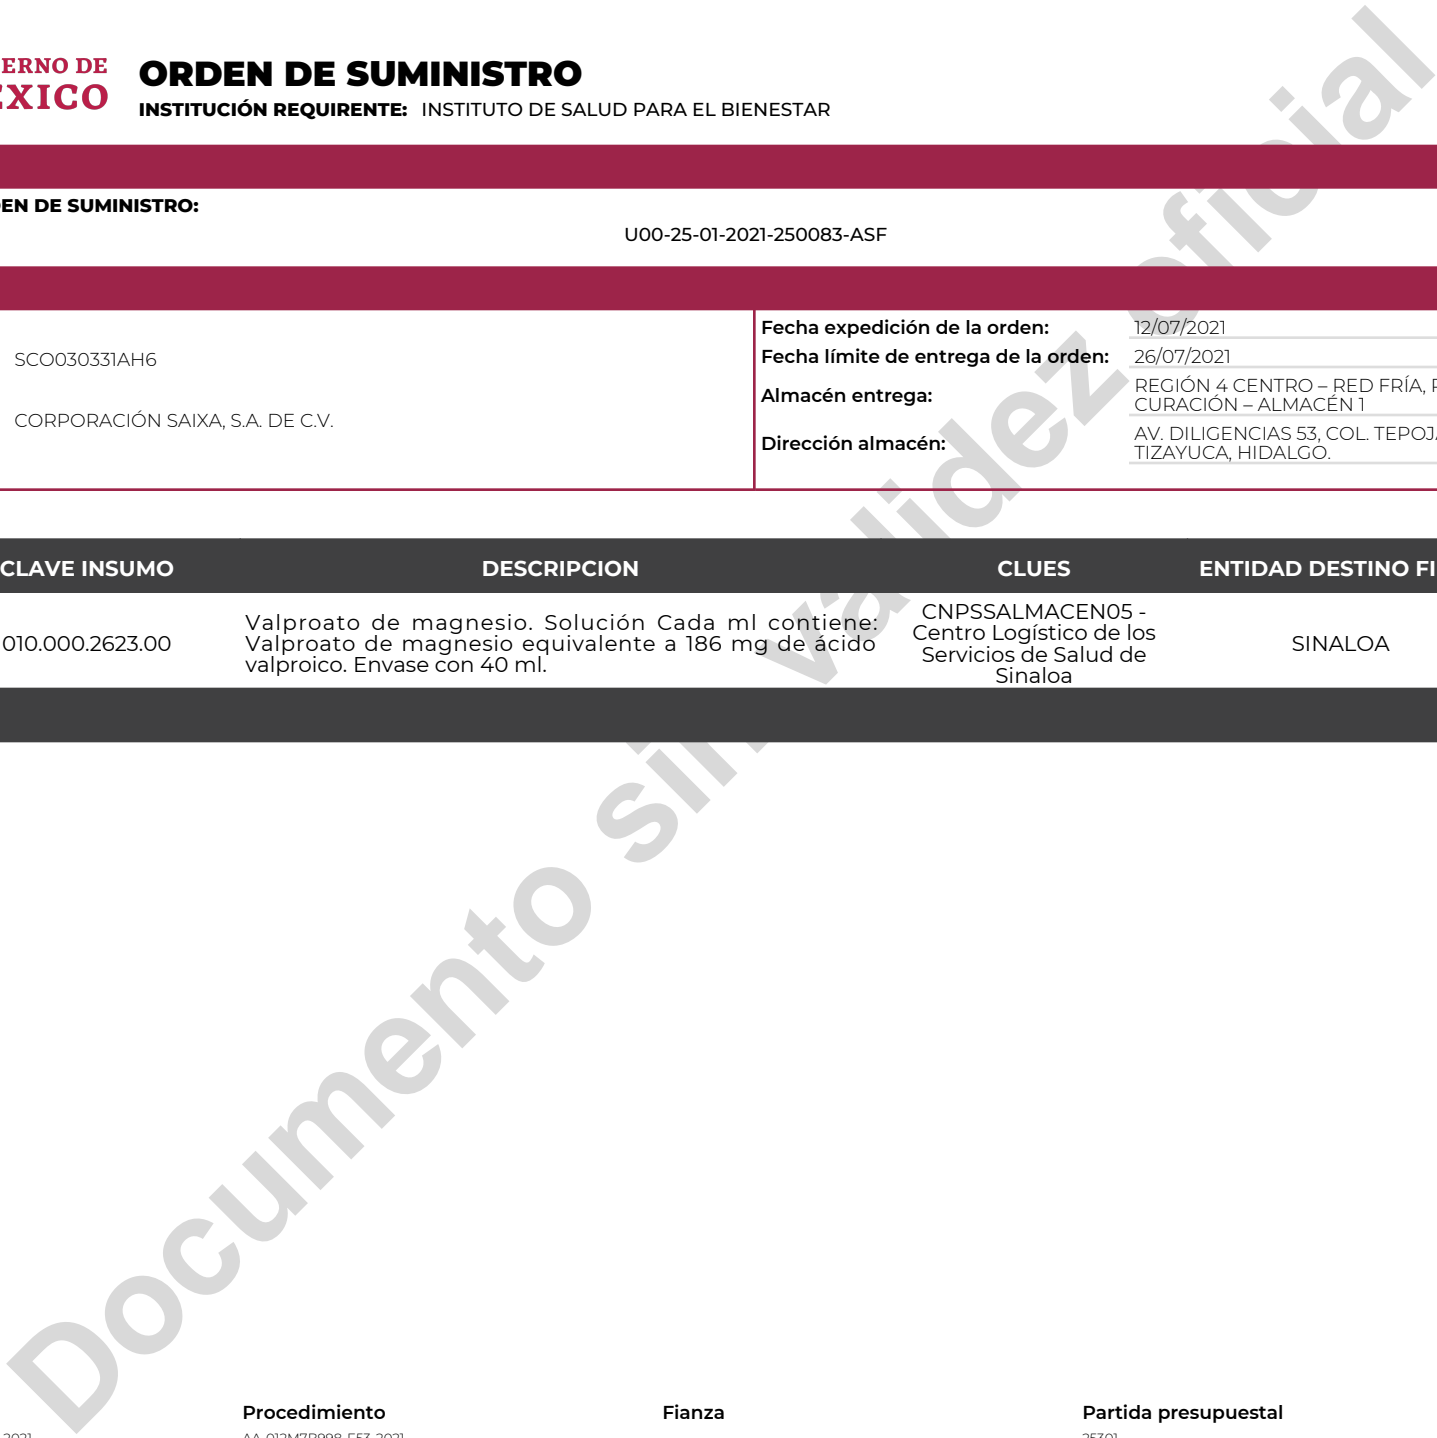 ERNO DE
ORDEN DE SUMINISTRO
INSTITUCIÓN REQUIRENTE: INSTITUTO DE SALUD PARA EL BIENESTAR
EN DE SUMINISTRO:
U00-25-01-2021-250083-ASF
SCO030331AH6
CORPORACIÓN SAIXA, S.A. DE C.V.
Fecha expedición de la orden: 12/07/2021
Fecha límite de entrega de la orden: 26/07/2021
Almacén entrega: REGIÓN 4 CENTRO – RED FRÍA,
CURACIÓN – ALMACÉN 1
Dirección almacén: AV. DILIGENCIAS 53, COL.
TIZAYUCA, HIDALGO.
CLAVE INSUMO DESCRIPCION CLUES ENTIDAD DESTINO
010.000.2623.00
Valproato de magnesio. Solución Cada ml contiene:
Valproato de magnesio equivalente a 186 mg de ácido
valproico. Envase con 40 ml.
CNPSSALMACEN05 -
Centro Logístico de los
Servicios de Salud de
Sinaloa
SINALOA
Documento sin validez oficial
Procedimiento Fianza Partida presupuestal